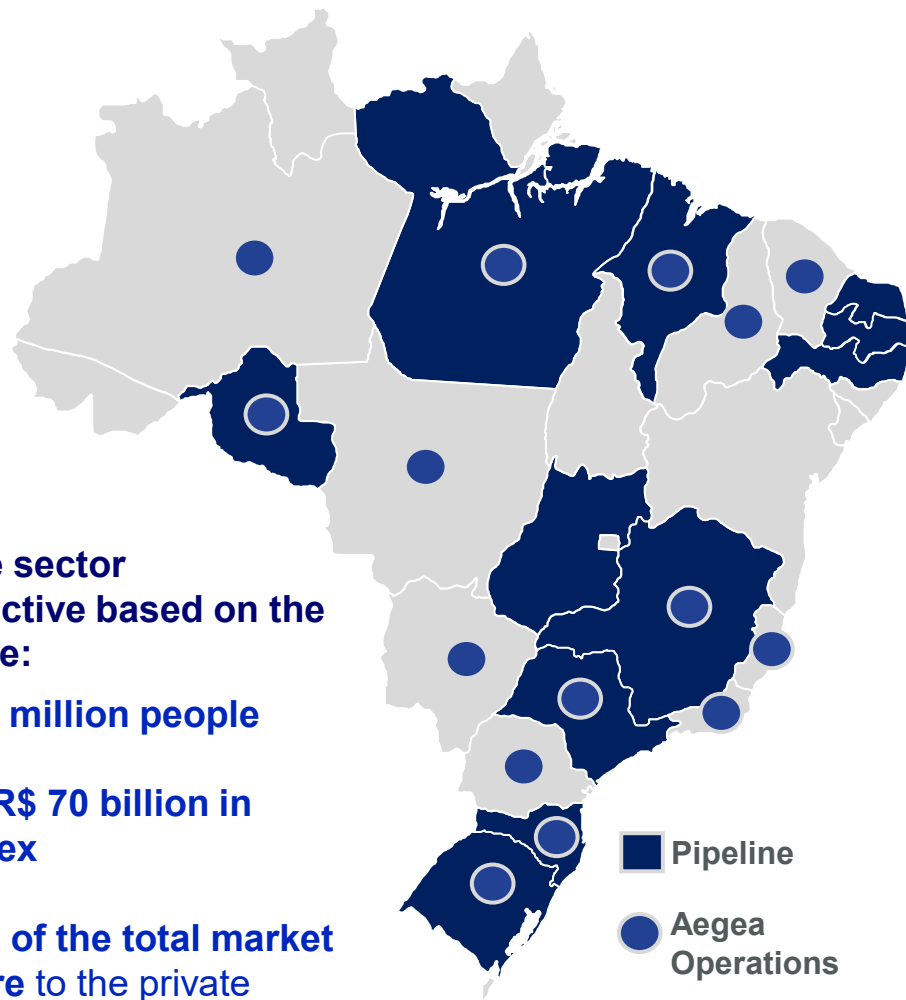 e sector
ctive based on the
e:
million people
R$ 70 billion in
ex
of the total market
re to the private
Pipeline
Aegea
Operations